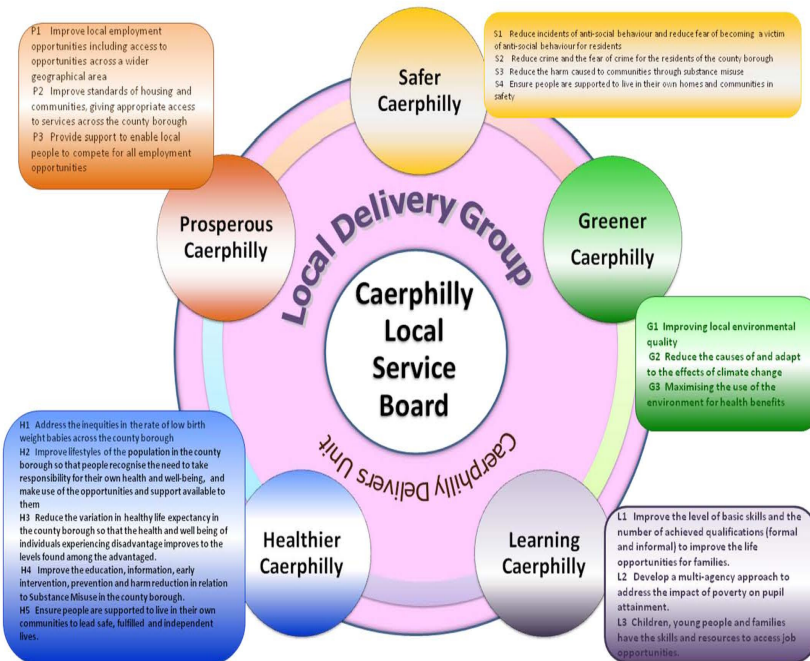 P1 Improve local employment
opportunities including access to
opportunities across a wider
geographical area
P2 Improve standards of housing and
communities, giving appropriate access
to services across the county borough
P3 Provide support to enable local
people to compete for all employment
opportunities
Safer
Caerphilly
S1 Reduce incidents of anti-social behaviour and reduce fear of becoming a victim
of anti-social behaviour for residents
S2 Reduce crime and the fear of crime for the residents of the county borough
S3 Reduce the harm caused to communities through substance misuse
S4 Ensure people are supported to live in their own homes and communities in
safety
Prosperous
Caerphilly
Local Delivery Group
Greener
Caerphilly
Caerphilly
Local
Service
Board
G1 Improving local environmental
quality
G2 Reduce the causes of and adapt
to the effects of climate change
G3 Maximising the use of the
environment for health benefits
Caerphilly Delivers Unit
H1 Address the inequities in the rate of low birth
weight babies across the county borough
H2 Improve lifestyles of the population in the county
borough so that people recognise the need to take
responsibility for their own health and well-being, and
make use of the opportunities and support available to
them
H3 Reduce the variation in healthy life expectancy in
the county borough so that the health and well being of
individuals experiencing disadvantage improves to the
levels found among the advantaged.
H4 Improve the education, information, early
intervention, prevention and harm reduction in relation
to Substance Misuse in the county borough.
H5 Ensure people are supported to live in their own
communities to lead safe, fulfilled and independent
lives.
Healthier
Caerphilly
Learning
Caerphilly
L1 Improve the level of basic skills and the
number of achieved qualifications (formal
and informal) to improve the life
opportunities for families.
L2 Develop a multi-agency approach to
address the impact of poverty on pupil
attainment.
L3 Children, young people and families
have the skills and resources to access job
opportunities.